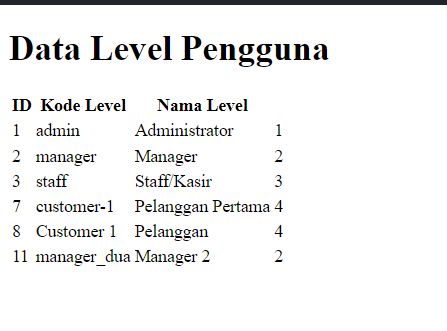 Data Level Pengguna
ID Kode Level Nama Level
1 admin Administrator 1
2 manager Manager 2
3 staff Staff/Kasir 3
7 customer-1 Pelanggan Pertama 4
8 Customer 1 Pelanggan 4
11 manager_dua Manager 2 2